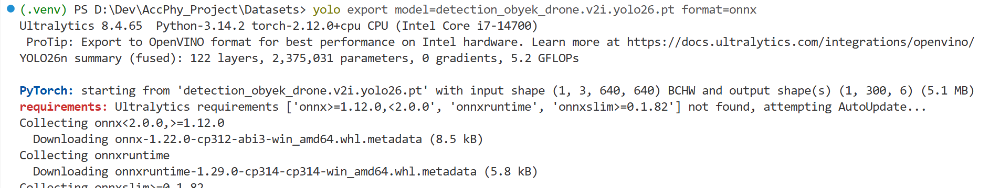 (.venv) PS D:\Dev\AccPhy_Project\Datasets> yolo export model=detection_obyek_drone.v2i.yolo26.pt format=onnx
Ultralytics 8.4.65  Python-3.14.2 torch-2.12.0+cpu CPU (Intel Core i7-14700)
 ProTip: Export to OpenVINO format for best performance on Intel hardware. Learn more at https://docs.ultralytics.com/integrations/openvino/
YOLO26n summary (fused): 122 layers, 2,375,031 parameters, 0 gradients, 5.2 GFLOPs

PyTorch: starting from 'detection_obyek_drone.v2i.yolo26.pt' with input shape (1, 3, 640, 640) BCHW and output shape(s) (1, 300, 6) (5.1 MB)
requirements: Ultralytics requirements ['onnx>=1.12.0,<2.0.0', 'onnxruntime', 'onnxslim>=0.1.82'] not found, attempting AutoUpdate...
Collecting onnx<2.0.0,>=1.12.0
  Downloading onnx-1.22.0-cp312-abi3-win_amd64.whl.metadata (8.5 kB)
Collecting onnxruntime
  Downloading onnxruntime-1.29.0-cp314-cp314-win_amd64.whl.metadata (5.8 kB)
Collecting onnxslim>=0.1.82